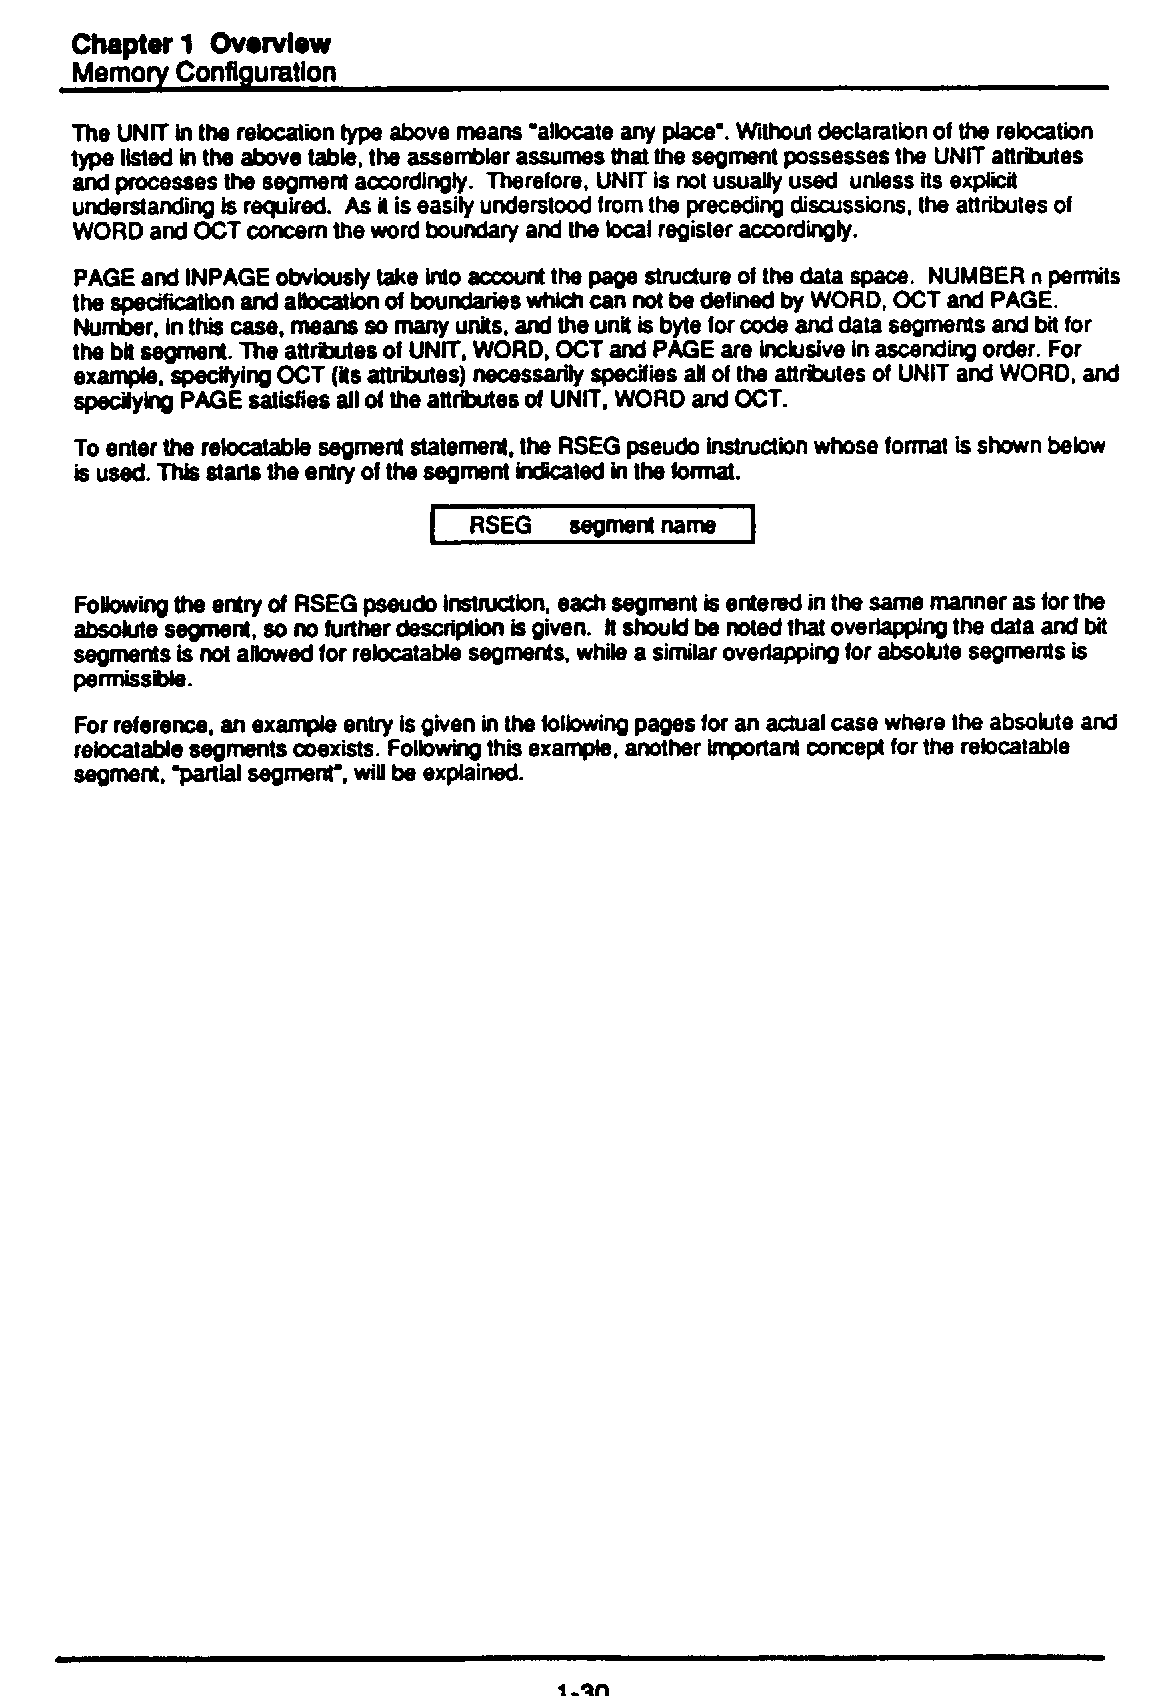 Chapter 1 Overview
Memory Configuration
The UNIT in the relocation type above means "allocate any place". Without declaration of the relocation
type listed in the above table, the assembler assumes that the segment possesses the UNIT attributes
and processes the segment accordingly. Therefore, UNIT is not usually used unless its explicit
understanding is required. As it is easily understood from the preceding discussions, the attributes of
WORD and OCT concern the word boundary and the local register accordingly.
PAGE and INPAGE obviously take into account the page structure of the data space. NUMBER n permits
the specification and allocation of boundaries which can not be defined by WORD, OCT and PAGE.
Number, in this case, means so many units, and the unit is byte for code and data segments and bit for
the bit segment. The attributes of UNIT, WORD, OCT and PAGE are inclusive in ascending order. For
example, specifying OCT (its attributes) necessarily specifies all of the attributes of UNIT and WORD, and
specifying PAGE satisfies all of the attributes of UNIT, WORD and OCT.
To enter the relocatable segment statement, the RSEG pseudo instruction whose format is shown below
is used. This starts the entry of the segment indicated in the format.
RSEG segment name
Following the entry of RSEG pseudo instruction, each segment is entered in the same manner as for the
absolute segment, so no further description is given. It should be noted that overlapping the data and bit
segments is not allowed for relocatable segments, while a similar overlapping for absolute segments is
permissible.
For reference, an example entry is given in the following pages for an actual case where the absolute and
relocatable segments coexists. Following this example, another important concept for the relocatable
segment, "partial segment", will be explained.
1-30